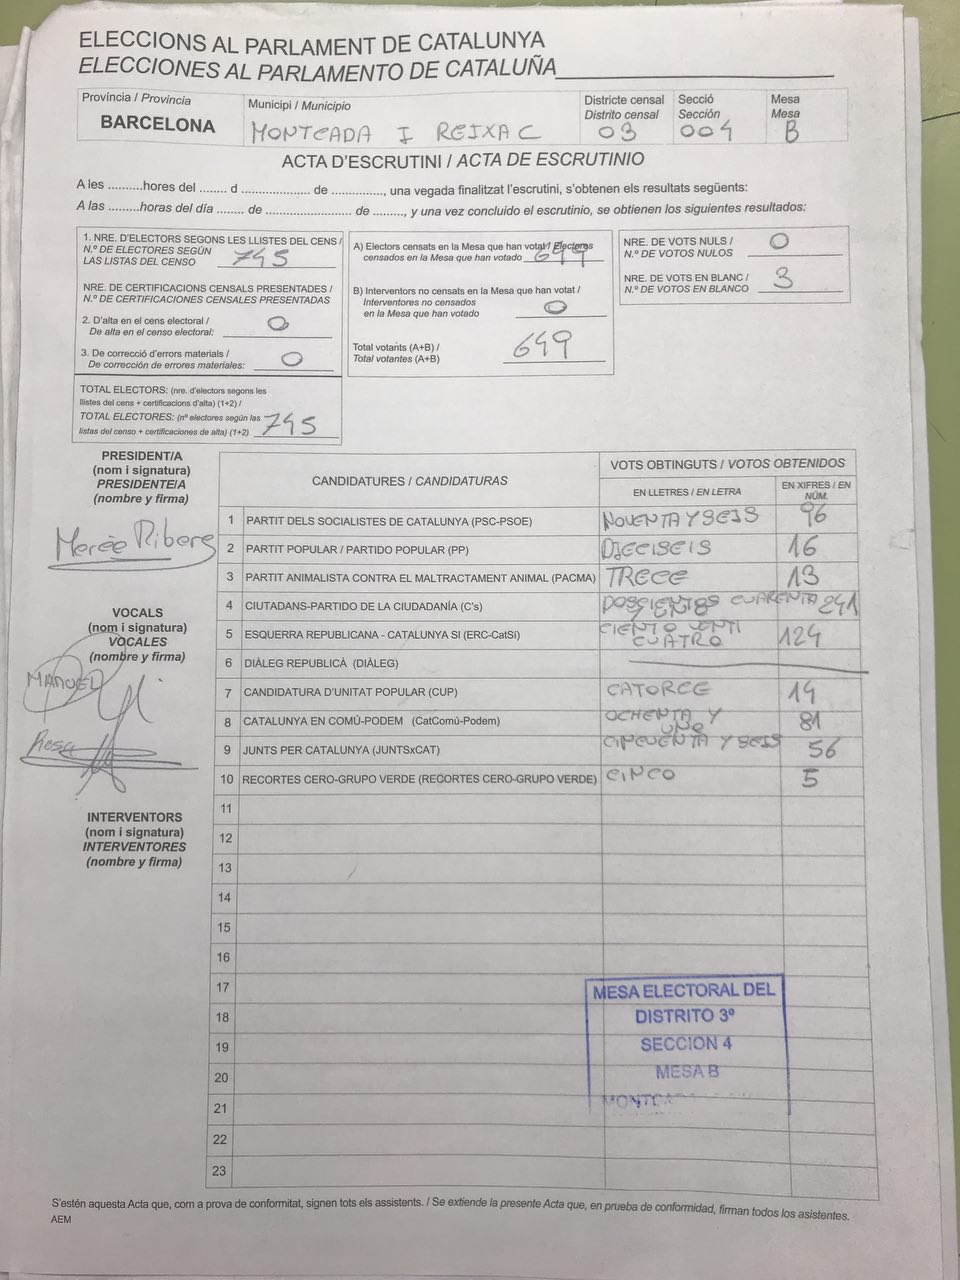 ELECCIONS AL PARLAMENT DE CATALUNYA
ELECCIONES AL PARLAMENTO DE CATALUÑA
Província / Provincia
BARCELONA
Municipi / Municipio
MONTCADA I REIXAC
Districte censal
Distrito censal
03
Secció
Sección
004
Mesa
Mesa
B
ACTA D'ESCRUTINI / ACTA DE ESCRUTINIO
A les ..........hores del ........ d .................... de ..............., una vegada finalitzat l'escrutini, s'obtenen els resultats següents:
A las .........horas del día ........ de ......................... de ........., y una vez concluido el escrutinio, se obtienen los siguientes resultados:
1. NRE. D'ELECTORS SEGONS LES LLISTES DEL CENS /
N.º DE ELECTORES SEGÚN
LAS LISTAS DEL CENSO 745
NRE. DE CERTIFICACIONS CENSALS PRESENTADES /
N.º DE CERTIFICACIONES CENSALES PRESENTADAS
2. D'alta en el cens electoral /
De alta en el censo electoral: 0
3. De correcció d'errors materials /
De corrección de errores materiales: 0
TOTAL ELECTORS: (nre. d'electors segons les
llistes del cens + certificacions d'alta) (1+2) /
TOTAL ELECTORES: (nº electores según las
listas del censo + certificaciones de alta) (1+2) 745
A) Electors censats en la Mesa que han votat / Electores
censados en la Mesa que han votado 649
B) Interventors no censats en la Mesa que han votat /
Interventores no censados
en la Mesa que han votado 0
Total votants (A+B) /
Total votantes (A+B) 649
NRE. DE VOTS NULS /
N.º DE VOTOS NULOS 0
NRE. DE VOTS EN BLANC /
N.º DE VOTOS EN BLANCO 3
PRESIDENT/A
(nom i signatura)
PRESIDENTE/A
(nombre y firma)
Mercè Ribera
VOCALS
(nom i signatura)
VOCALES
(nombre y firma)
MANUEL
Rosa
INTERVENTORS
(nom i signatura)
INTERVENTORES
(nombre y firma)
CANDIDATURES / CANDIDATURAS
VOTS OBTINGUTS / VOTOS OBTENIDOS
EN LLETRES / EN LETRA
EN XIFRES / EN NÚM.
1 PARTIT DELS SOCIALISTES DE CATALUNYA (PSC-PSOE) NOVENTA Y SEIS 96
2 PARTIT POPULAR / PARTIDO POPULAR (PP) DIECISEIS 16
3 PARTIT ANIMALISTA CONTRA EL MALTRACTAMENT ANIMAL (PACMA) TRECE 13
4 CIUTADANS-PARTIDO DE LA CIUDADANÍA (C's) DOSCIENTOS CUARENTA 241
5 ESQUERRA REPUBLICANA - CATALUNYA SI (ERC-CatSi) CIENTO VENTI CUATRO 124
6 DIÀLEG REPUBLICÀ (DIÀLEG)
7 CANDIDATURA D'UNITAT POPULAR (CUP) CATORCE 14
8 CATALUNYA EN COMÚ-PODEM (CatComú-Podem) OCHENTA Y UNO 81
9 JUNTS PER CATALUNYA (JUNTSxCAT) CINCUENTA Y SEIS 56
10 RECORTES CERO-GRUPO VERDE (RECORTES CERO-GRUPO VERDE) CINCO 5
11
12
13
14
15
16
17
18
19
20
21
22
23
MESA ELECTORAL DEL
DISTRITO 3º
SECCION 4
MESA B
S'estén aquesta Acta que, com a prova de conformitat, signen tots els assistents. / Se extiende la presente Acta que, en prueba de conformidad, firman todos los asistentes.
AEM